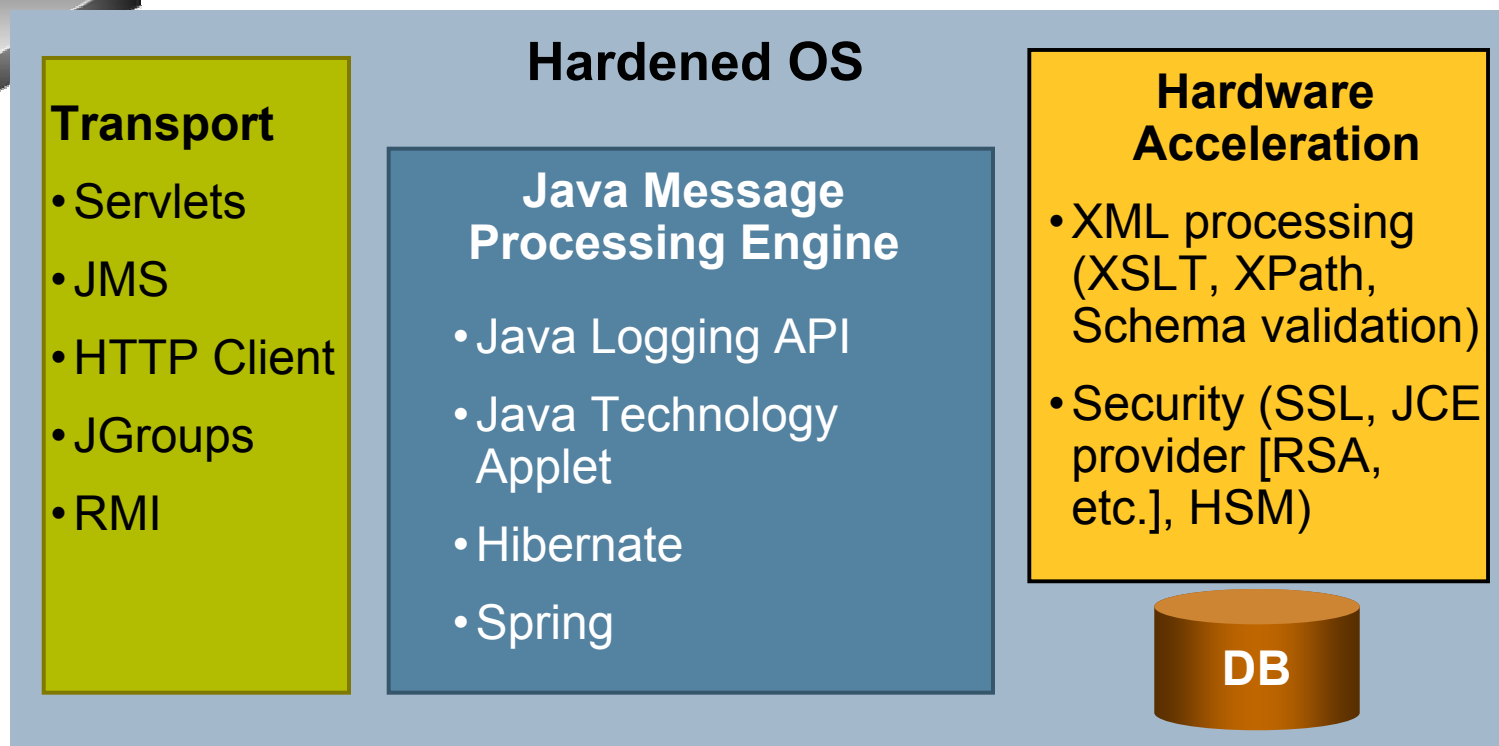 Hardened OS
Transport
•Servlets
•JMS
•HTTP Client
•JGroups
•RMI
Java Message
Processing Engine
•Java Logging API
•Java Technology
Applet
•Hibernate
•Spring
Hardware
Acceleration
•XML processing
(XSLT, XPath,
Schema validation)
•Security (SSL, JCE
provider [RSA,
etc.], HSM)
DB